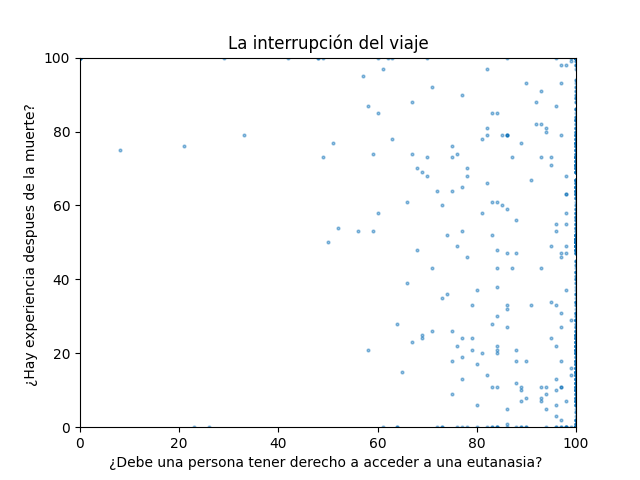 La interrupción del viaje
¿Hay experiencia despues de la muerte?
100
80
60
40
20
0
0 20 40 60 80 100
¿Debe una persona tener derecho a acceder a una eutanasia?